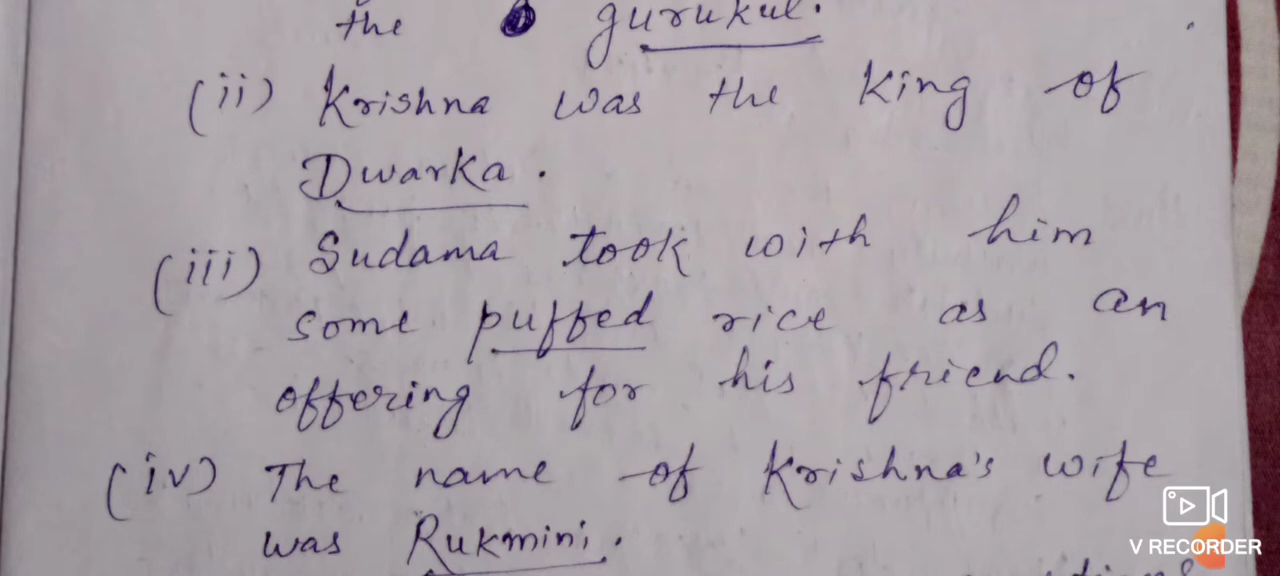 the gurukul.
(ii) Krishna was the King of
Dwarka.
(iii) Sudama took with him
some puffed rice as an
offering for his friend.
(iv) The name of Krishna's wife
was Rukmini.
V RECORDER